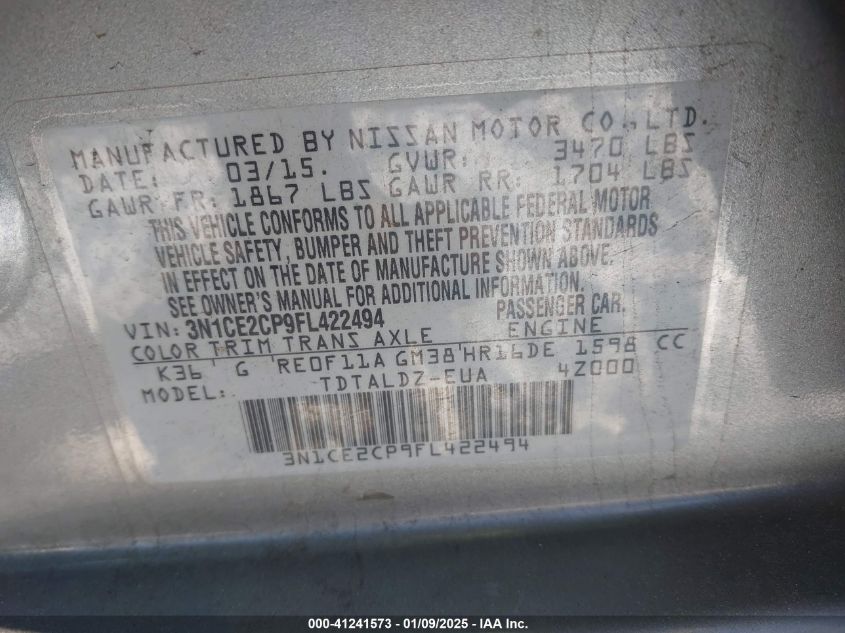 MANUFACTURED BY NISSAN MOTOR CO.,LTD.
DATE: 03/15. GVWR: 3470 LBS
GAWR FR: 1867 LBS GAWR RR: 1704 LBS
THIS VEHICLE CONFORMS TO ALL APPLICABLE FEDERAL MOTOR
VEHICLE SAFETY, BUMPER AND THEFT PREVENTION STANDARDS
IN EFFECT ON THE DATE OF MANUFACTURE SHOWN ABOVE.
SEE OWNER'S MANUAL FOR ADDITIONAL INFORMATION.
VIN: 3N1CE2CP9FL422494 PASSENGER CAR.
COLOR TRIM TRANS AXLE ENGINE
K36 G RE0F11A GM38 HR16DE 1598 CC
MODEL: TDTALDZ-EUA 4Z000
3N1CE2CP9FL422494
000-41241573 - 01/09/2025 - IAA Inc.